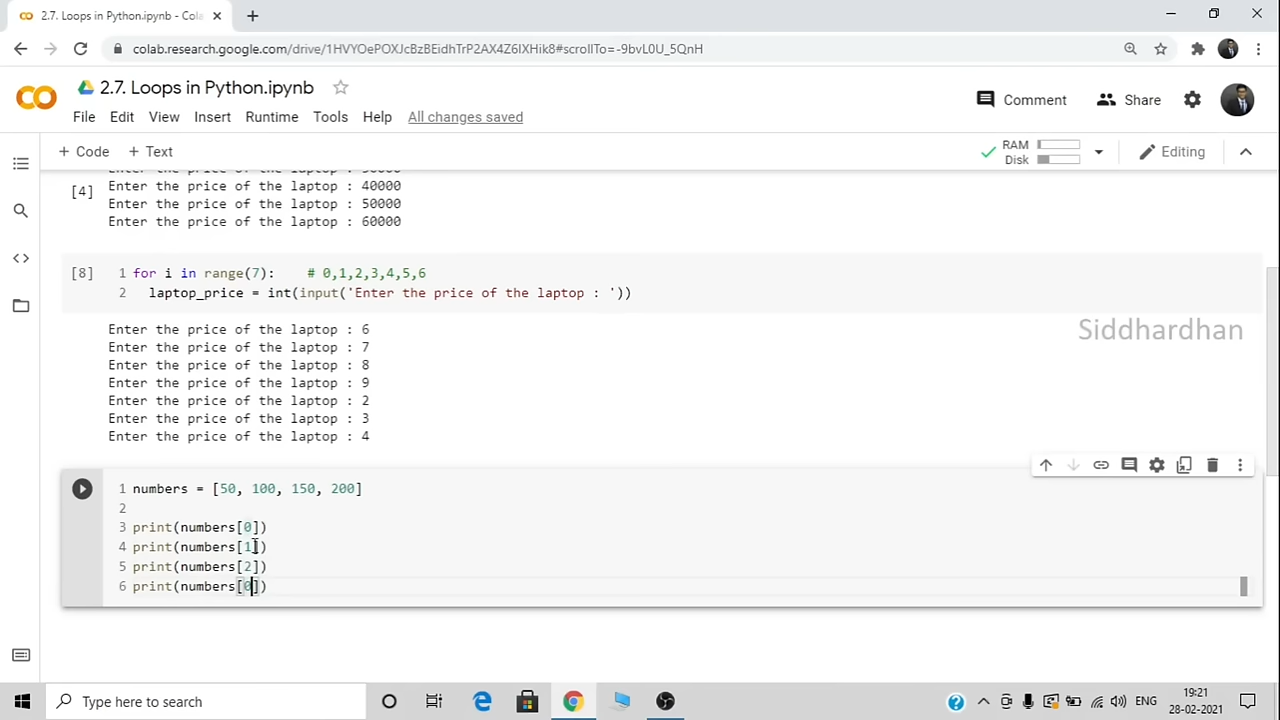 2.7. Loops in Python.ipynb - Cola
colab.research.google.com/drive/1HVYOePOXJcBzBEidhTrP2AX4Z6IXHik8#scrollTo=-9bvL0U_5QnH
2.7. Loops in Python.ipynb
File Edit View Insert Runtime Tools Help All changes saved
Comment Share
+ Code + Text
RAM
Disk
Editing
Enter the price of the laptop : 30000
[4] Enter the price of the laptop : 40000
Enter the price of the laptop : 50000
Enter the price of the laptop : 60000
[8] 1 for i in range(7): # 0,1,2,3,4,5,6
2 laptop_price = int(input('Enter the price of the laptop : '))
Enter the price of the laptop : 6
Enter the price of the laptop : 7
Enter the price of the laptop : 8
Enter the price of the laptop : 9
Enter the price of the laptop : 2
Enter the price of the laptop : 3
Enter the price of the laptop : 4
Siddhardhan
1 numbers = [50, 100, 150, 200]
2
3 print(numbers[0])
4 print(numbers[1])
5 print(numbers[2])
6 print(numbers[0])
Type here to search
ENG
19:21
28-02-2021